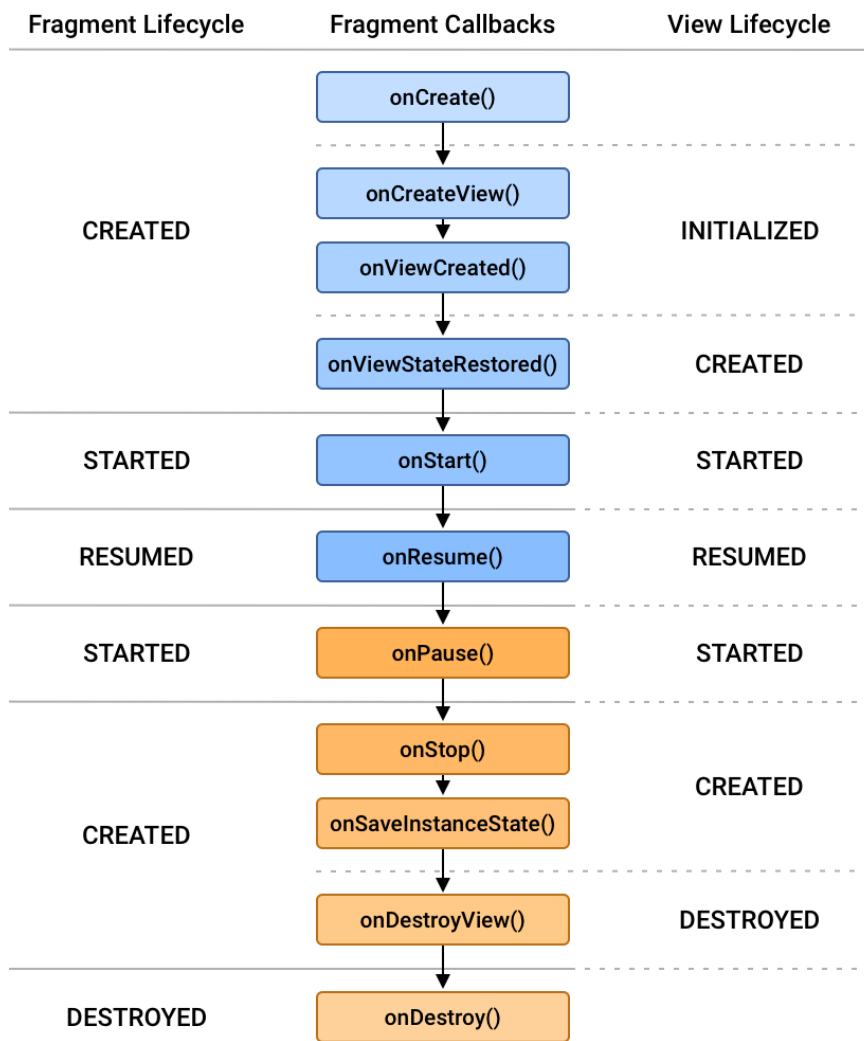 Fragment Lifecycle Fragment Callbacks View Lifecycle
onCreate()
onCreateView()
CREATED INITIALIZED
onViewCreated()
onViewStateRestored() CREATED
STARTED onStart() STARTED
RESUMED onResume() RESUMED
STARTED onPause() STARTED
onStop()
CREATED
onSaveInstanceState()
CREATED
onDestroyView() DESTROYED
DESTROYED onDestroy()